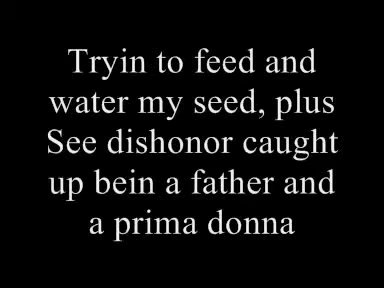 Tryin to feed and
water my seed, plus
See dishonor caught
up bein a father and
a prima donna